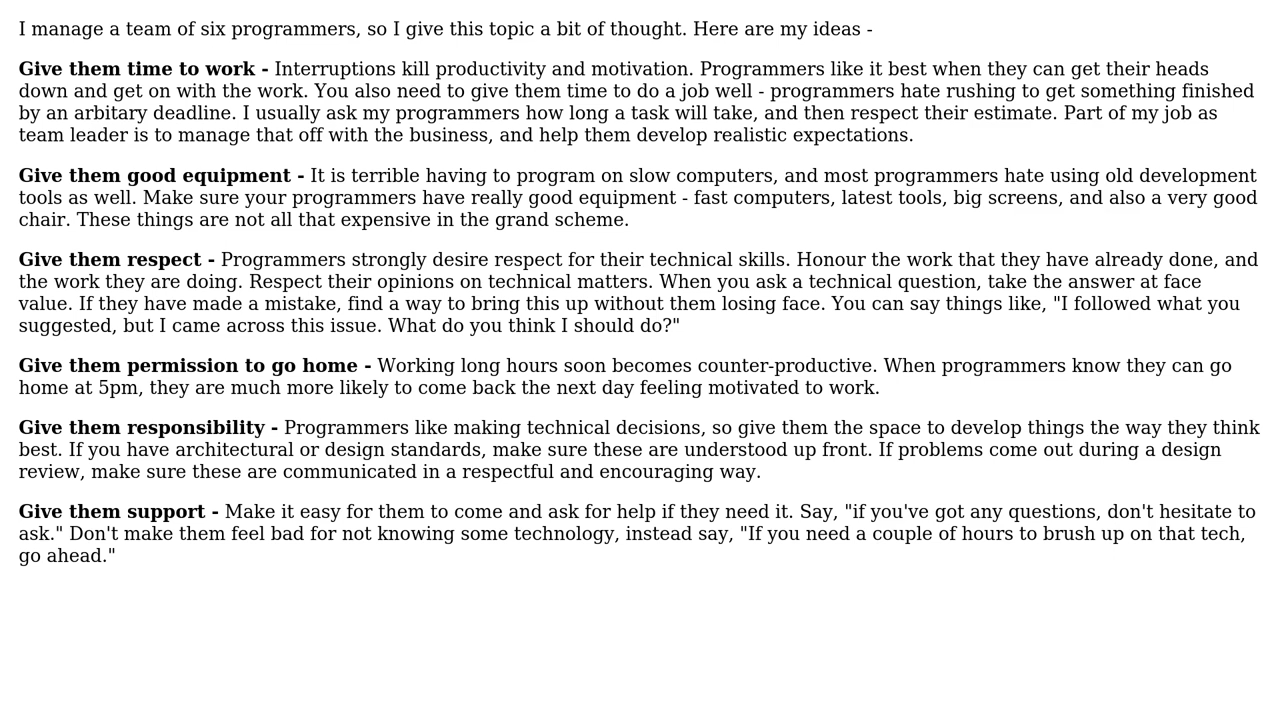 I manage a team of six programmers, so I give this topic a bit of thought. Here are my ideas -
Give them time to work - Interruptions kill productivity and motivation. Programmers like it best when they can get their heads
down and get on with the work. You also need to give them time to do a job well - programmers hate rushing to get something finished
by an arbitary deadline. I usually ask my programmers how long a task will take, and then respect their estimate. Part of my job as
team leader is to manage that off with the business, and help them develop realistic expectations.
Give them good equipment - It is terrible having to program on slow computers, and most programmers hate using old development
tools as well. Make sure your programmers have really good equipment - fast computers, latest tools, big screens, and also a very good
chair. These things are not all that expensive in the grand scheme.
Give them respect - Programmers strongly desire respect for their technical skills. Honour the work that they have already done, and
the work they are doing. Respect their opinions on technical matters. When you ask a technical question, take the answer at face
value. If they have made a mistake, find a way to bring this up without them losing face. You can say things like, "I followed what you
suggested, but I came across this issue. What do you think I should do?"
Give them permission to go home - Working long hours soon becomes counter-productive. When programmers know they can go
home at 5pm, they are much more likely to come back the next day feeling motivated to work.
Give them responsibility - Programmers like making technical decisions, so give them the space to develop things the way they think
best. If you have architectural or design standards, make sure these are understood up front. If problems come out during a design
review, make sure these are communicated in a respectful and encouraging way.
Give them support - Make it easy for them to come and ask for help if they need it. Say, "if you've got any questions, don't hesitate to
ask." Don't make them feel bad for not knowing some technology, instead say, "If you need a couple of hours to brush up on that tech,
go ahead."